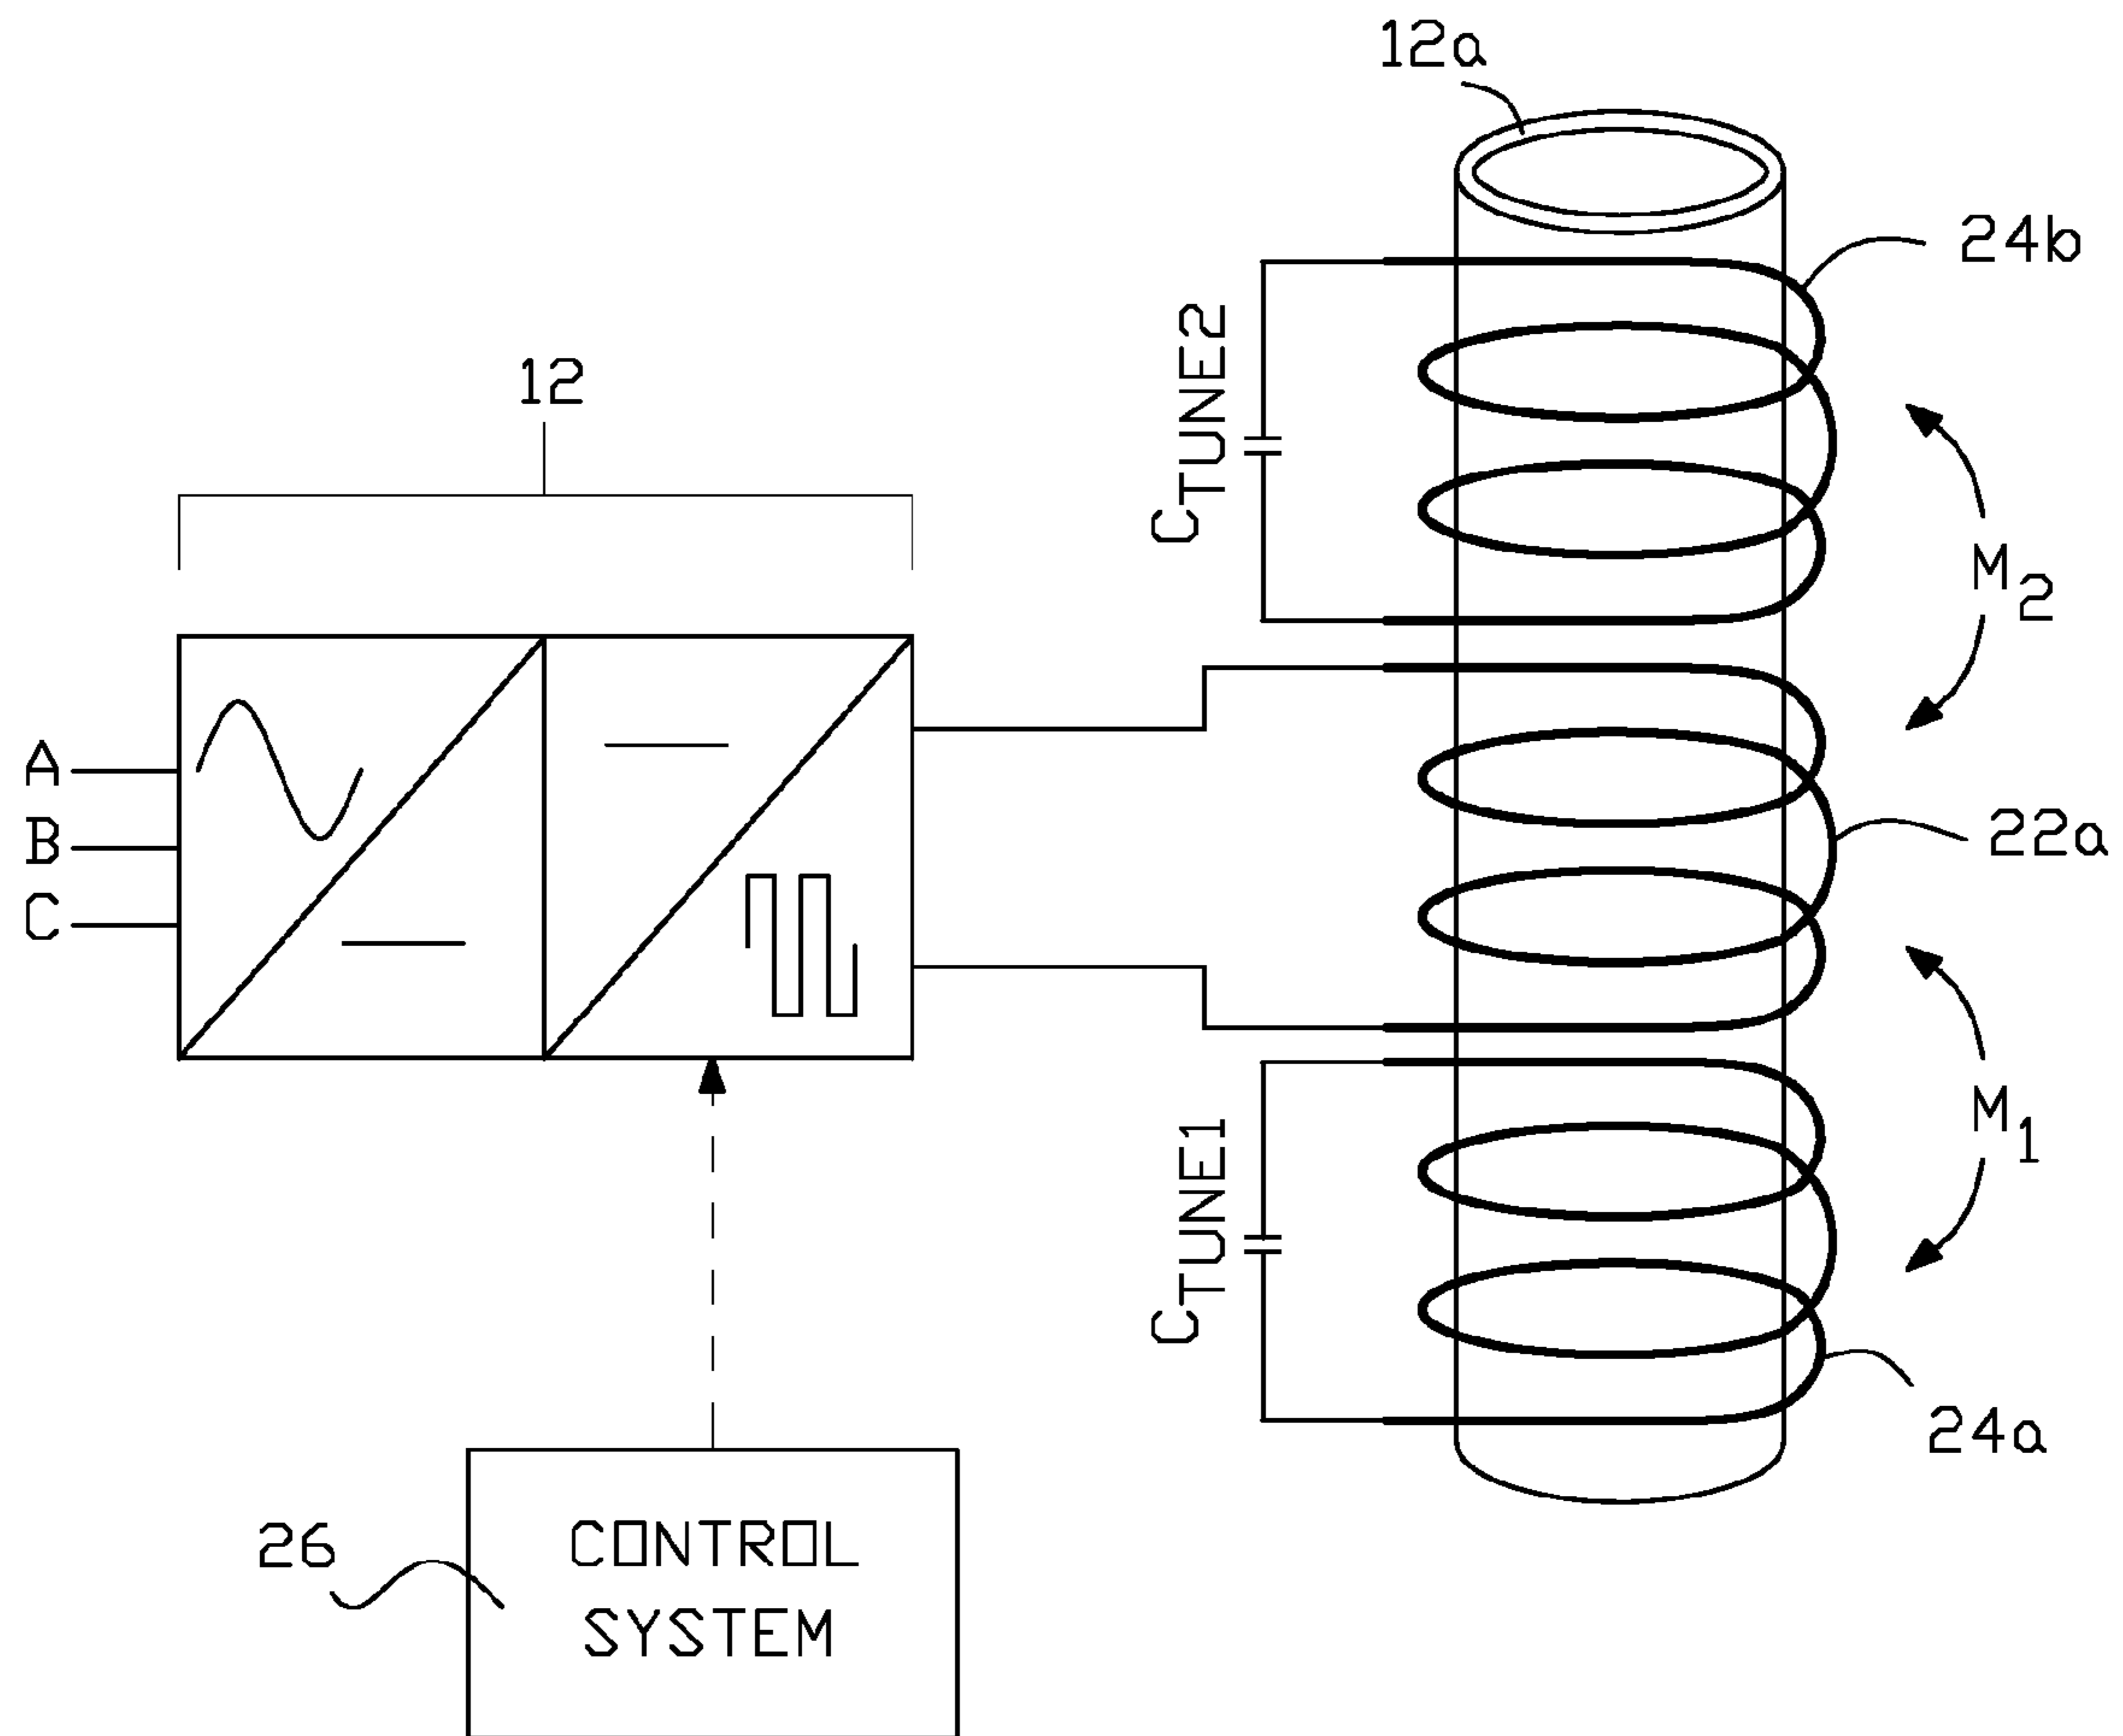 12a
24b
CTUNE2
12
M2
A
B
C
22a
CTUNE1
M1
24a
26
CONTROL
SYSTEM